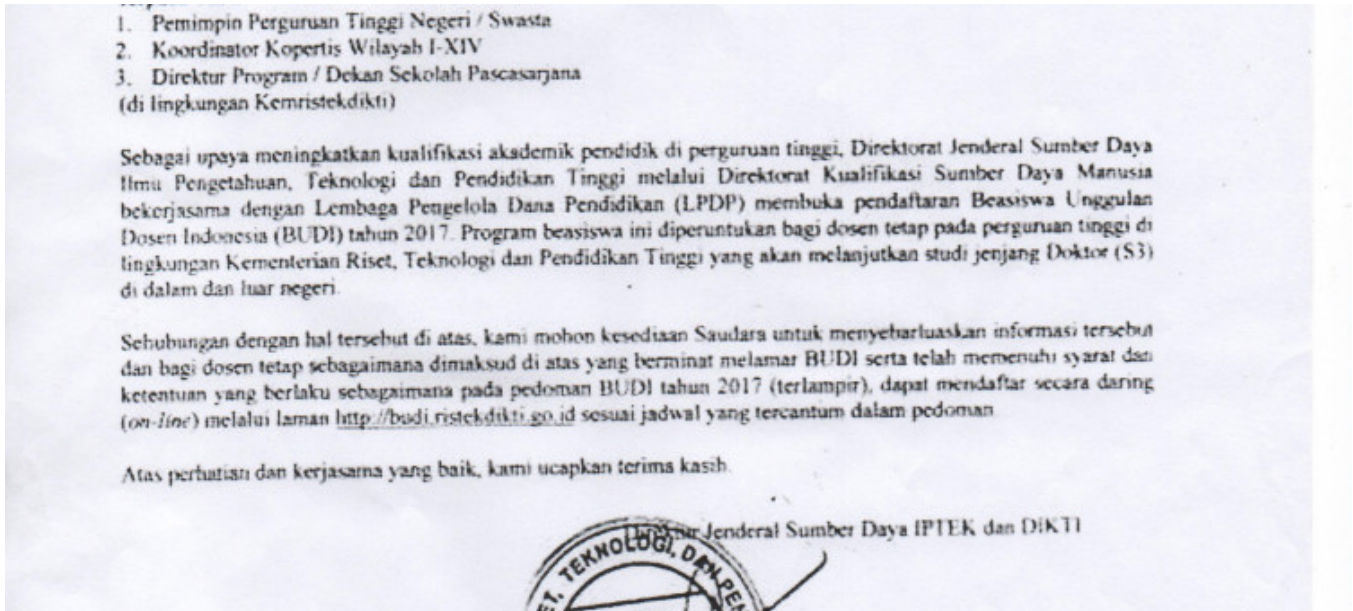 1. Pemimpin Perguruan Tinggi Negeri / Swasta
2. Koordinator Kopertis Wilayah I-XIV
3. Direktur Program / Dekan Sekolah Pascasarjana
(di lingkungan Kemristekdikti)
Sebagai upaya meningkatkan kualifikasi akademik pendidik di perguruan tinggi, Direktorat Jenderal Sumber Daya
Ilmu Pengetahuan, Teknologi dan Pendidikan Tinggi melalui Direktorat Kualifikasi Sumber Daya Manusia
bekerjasama dengan Lembaga Pengelola Dana Pendidikan (LPDP) membuka pendaftaran Beasiswa Unggulan
Dosen Indonesia (BUDI) tahun 2017. Program beasiswa ini diperuntukan bagi dosen tetap pada perguruan tinggi di
lingkungan Kementerian Riset, Teknologi dan Pendidikan Tinggi yang akan melanjutkan studi jenjang Doktor (S3)
di dalam dan luar negeri.
Sehubungan dengan hal tersebut di atas, kami mohon kesediaan Saudara untuk menyebarluaskan informasi tersebut
dan bagi dosen tetap sebagaimana dimaksud di atas yang berminat melamar BUDI serta telah memenuhi syarat dan
ketentuan yang berlaku sebagaimana pada pedoman BUDI tahun 2017 (terlampir), dapat mendaftar secara daring
(on-line) melalui laman http://budi.ristekdikti.go.id sesuai jadwal yang tercantum dalam pedoman.
Atas perhatian dan kerjasama yang baik, kami ucapkan terima kasih.
Jenderal Sumber Daya IPTEK dan DIKTI
TEKNOLOGI, DAN